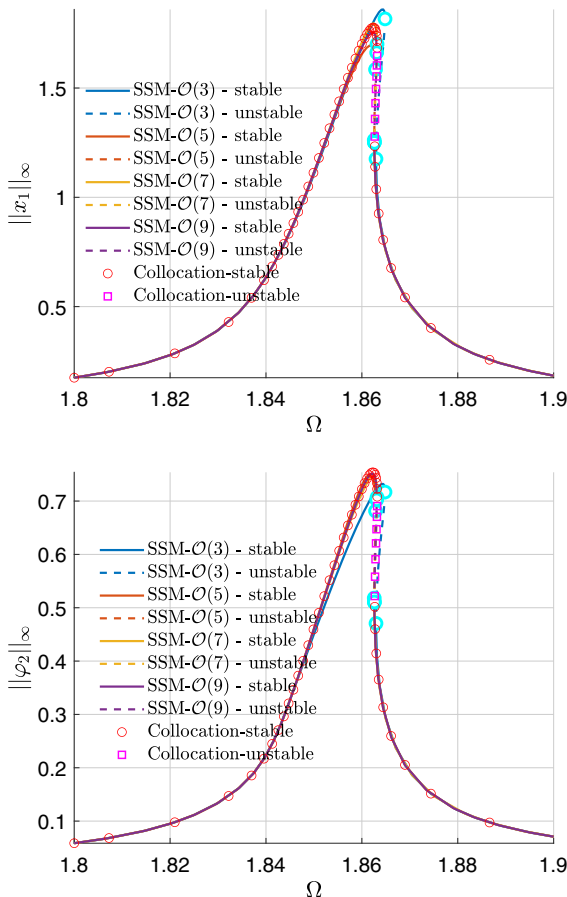 1.5
1
0.5
||x₁||∞
SSM-𝒪(3) - stable
SSM-𝒪(3) - unstable
SSM-𝒪(5) - stable
SSM-𝒪(5) - unstable
SSM-𝒪(7) - stable
SSM-𝒪(7) - unstable
SSM-𝒪(9) - stable
SSM-𝒪(9) - unstable
Collocation-stable
Collocation-unstable
1.8 1.82 1.84 1.86 1.88 1.9
Ω
0.7
0.6
0.5
0.4
0.3
0.2
0.1
||φ₂||∞
SSM-𝒪(3) - stable
SSM-𝒪(3) - unstable
SSM-𝒪(5) - stable
SSM-𝒪(5) - unstable
SSM-𝒪(7) - stable
SSM-𝒪(7) - unstable
SSM-𝒪(9) - stable
SSM-𝒪(9) - unstable
Collocation-stable
Collocation-unstable
1.8 1.82 1.84 1.86 1.88 1.9
Ω